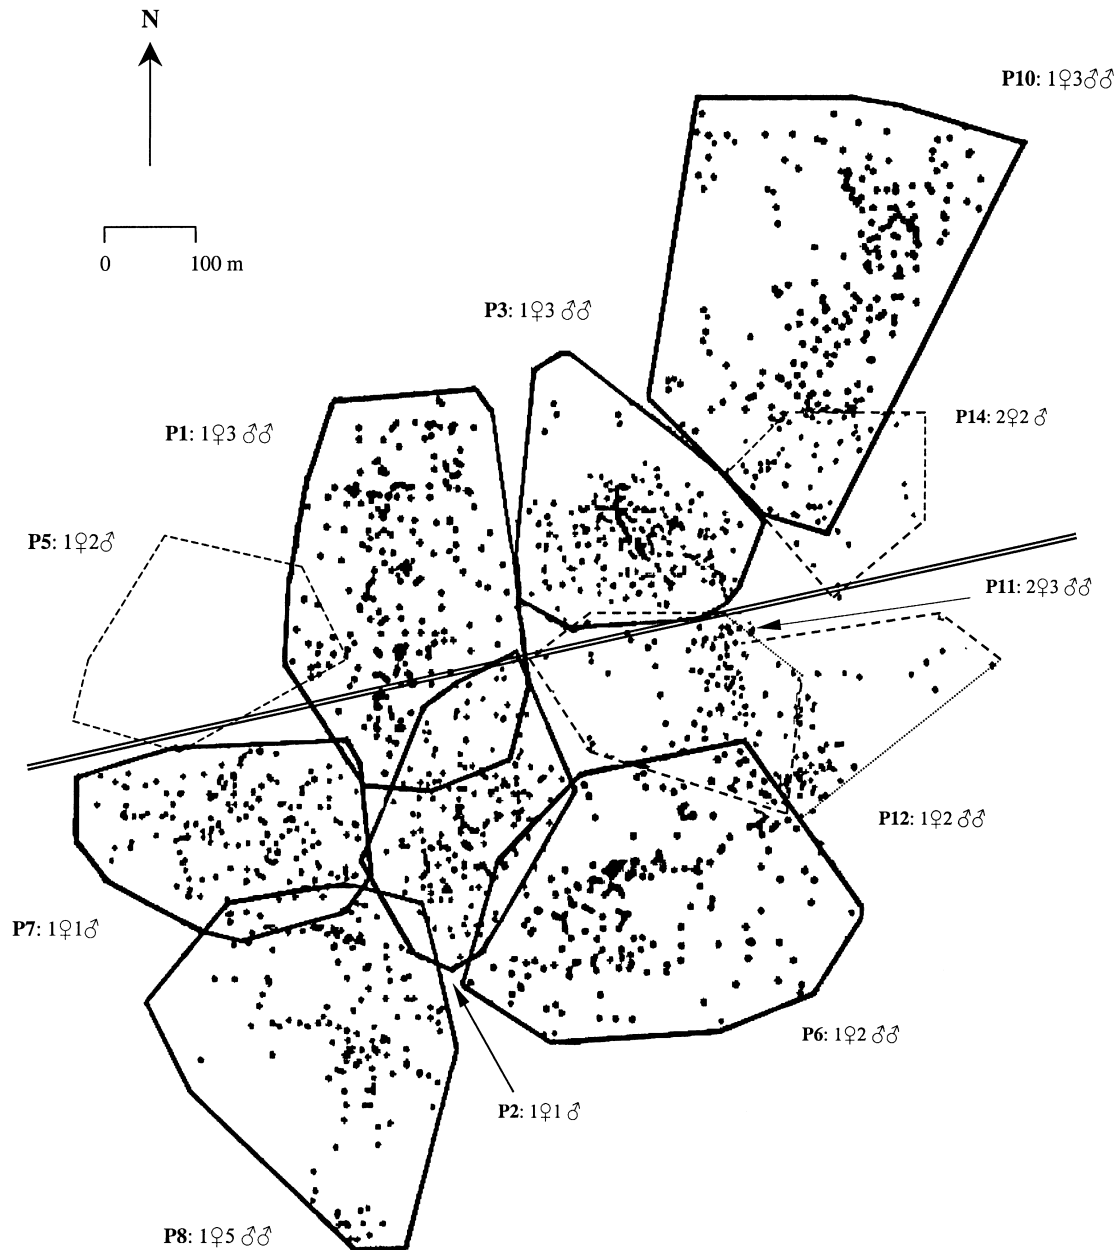 N
P10: 1♀3♂♂
0 100 m
P3: 1♀3 ♂♂
P14: 2♀2 ♂
P1: 1♀3 ♂♂
P5: 1♀2♂
P11: 2♀3 ♂♂
P12: 1♀2 ♂♂
P7: 1♀1♂
P6: 1♀2 ♂♂
P2: 1♀1 ♂
P8: 1♀5 ♂♂